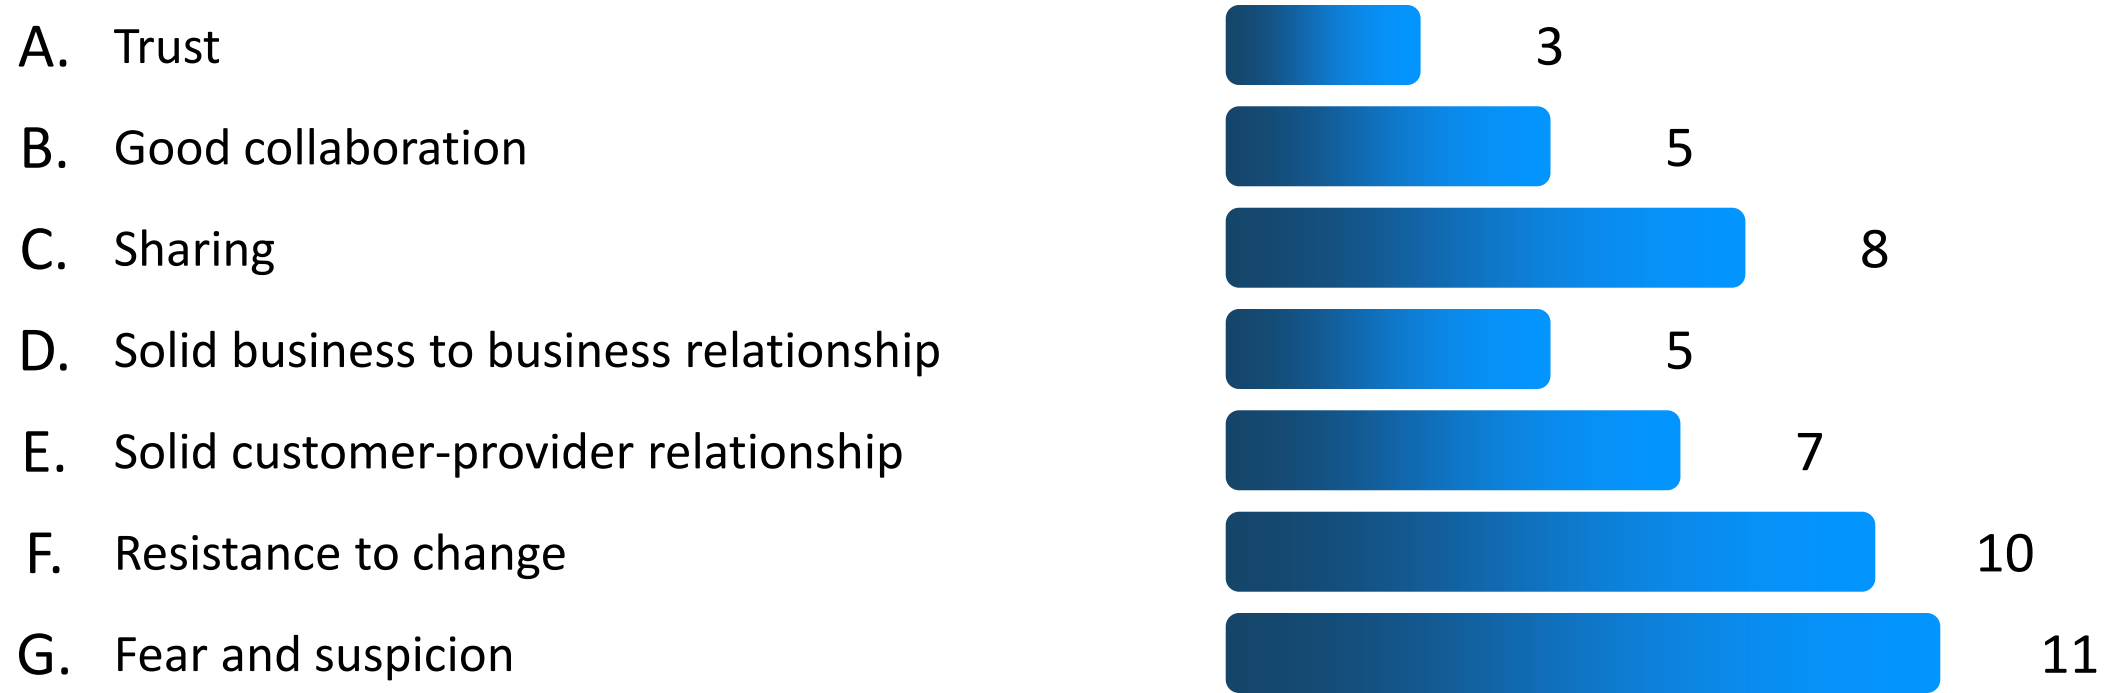 A. Trust 3
B. Good collaboration 5
C. Sharing 8
D. Solid business to business relationship 5
E. Solid customer-provider relationship 7
F. Resistance to change 10
G. Fear and suspicion 11